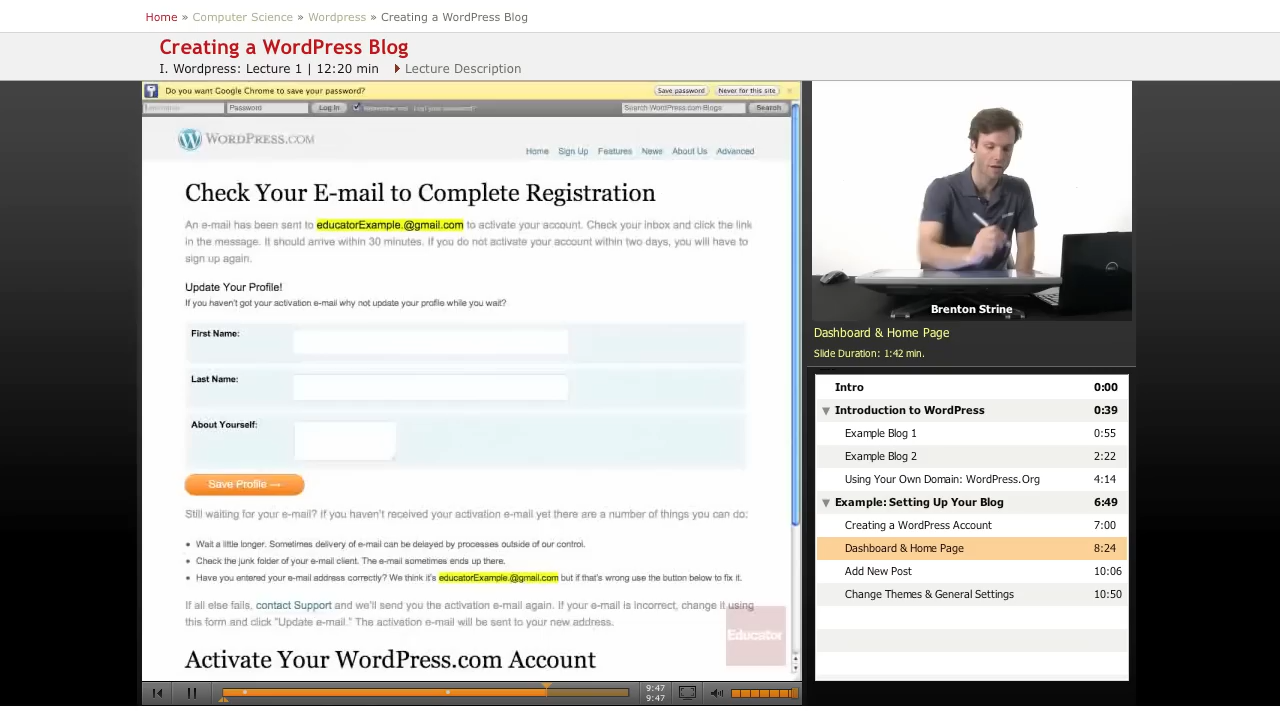 Home » Computer Science » Wordpress » Creating a WordPress Blog
Creating a WordPress Blog
I. Wordpress: Lecture 1 | 12:20 min Lecture Description
Do you want Google Chrome to save your password? Save password Never for this site
Password Log In Remember me Search WordPress.com Blogs Search
WORDPRESS.COM
Home Sign Up Features News About Us Advanced
Check Your E-mail to Complete Registration
An e-mail has been sent to educatorExample.@gmail.com to activate your account. Check your inbox and click the link
in the message. It should arrive within 30 minutes. If you do not activate your account within two days, you will have to
sign up again.
Update Your Profile!
If you haven't got your activation e-mail why not update your profile while you wait?
First Name:
Last Name:
About Yourself:
Save Profile →
Still waiting for your e-mail? If you haven't received your activation e-mail yet there are a number of things you can do:
• Wait a little longer. Sometimes delivery of e-mail can be delayed by processes outside of our control.
• Check the junk folder of your e-mail client. The e-mail sometimes ends up there.
• Have you entered your e-mail address correctly? We think it's educatorExample.@gmail.com but if that's wrong use the button below to fix it.
If all else fails, contact Support and we'll send you the activation e-mail again. If your e-mail is incorrect, change it using
this form and click "Update e-mail." The activation e-mail will be sent to your new address.
Educator
Activate Your WordPress.com Account
9:47
9:47
Brenton Strine
Dashboard & Home Page
Slide Duration: 1:42 min.
Intro 0:00
Introduction to WordPress 0:39
Example Blog 1 0:55
Example Blog 2 2:22
Using Your Own Domain: WordPress.Org 4:14
Example: Setting Up Your Blog 6:49
Creating a WordPress Account 7:00
Dashboard & Home Page 8:24
Add New Post 10:06
Change Themes & General Settings 10:50